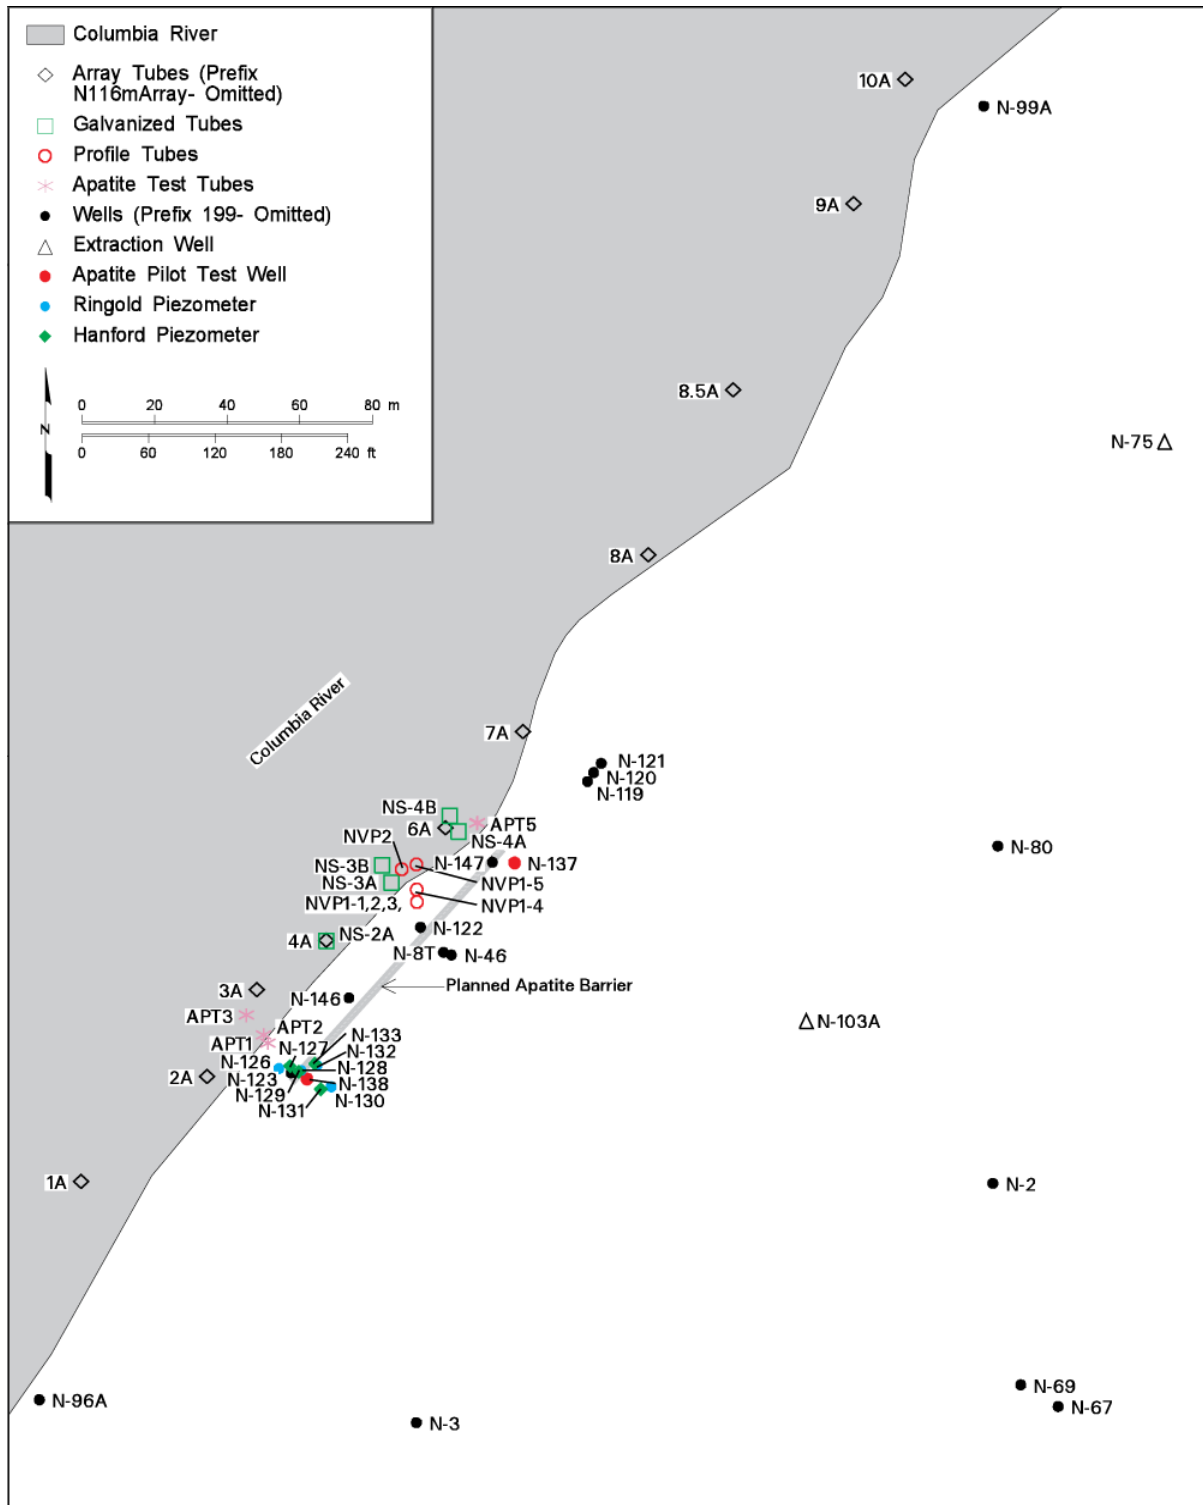 Columbia River
Array Tubes (Prefix
N116mArray- Omitted)
Galvanized Tubes
Profile Tubes
Apatite Test Tubes
Wells (Prefix 199- Omitted)
Extraction Well
Apatite Pilot Test Well
Ringold Piezometer
Hanford Piezometer
N
0 20 40 60 80 m
0 60 120 180 240 ft
10A
N-99A
9A
8.5A
N-75
8A
Columbia River
7A
N-121
N-120
N-119
NS-4B
6A
APT5
NS-4A
NVP2
N-147
N-137
N-80
NS-3B
NS-3A
NVP1-5
NVP1-1,2,3,
NVP1-4
N-122
4A
NS-2A
N-8T
N-46
Planned Apatite Barrier
3A
N-146
APT3
APT2
APT1
N-127
N-133
N-132
N-126
N-128
N-123
N-138
N-129
N-130
N-131
2A
N-103A
1A
N-2
N-96A
N-3
N-69
N-67